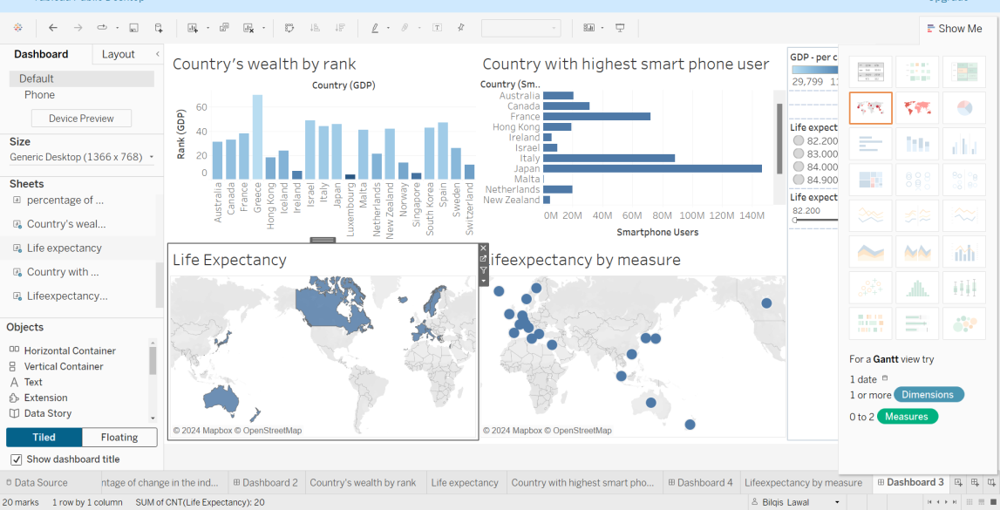 Tableau Public Desktop
Upgrade
Show Me
Dashboard
Layout
Default
Phone
Device Preview
Size
Generic Desktop (1366 x 768)
Sheets
percentage of ...
Country's weal...
Life expectancy
Country with ...
Lifeexpectancy...
Objects
Horizontal Container
Vertical Container
Text
Extension
Data Story
Tiled
Floating
Show dashboard title
Country's wealth by rank
Country (GDP)
Rank (GDP)
60
40
20
0
Australia
Canada
France
Greece
Hong Kong
Iceland
Ireland
Israel
Italy
Japan
Luxembourg
Malta
Netherlands
New Zealand
Norway
Singapore
South Korea
Spain
Sweden
Switzerland
Country with highest smart phone user
Country (Sm..
Australia
Canada
France
Hong Kong
Ireland
Israel
Italy
Japan
Malta
Netherlands
New Zealand
0M 20M 40M 60M 80M 100M 120M 140M
Smartphone Users
GDP - per c
29,799
Life expect
82.200
83.000
84.000
84.900
Life expect
82.200
Life Expectancy
© 2024 Mapbox © OpenStreetMap
Lifeexpectancy by measure
© 2024 Mapbox © OpenStreetMap
For a Gantt view try
1 date
1 or more Dimensions
0 to 2 Measures
Data Source
ntage of change in the ind...
Dashboard 2
Country's wealth by rank
Life expectancy
Country with highest smart pho...
Dashboard 4
Lifeexpectancy by measure
Dashboard 3
20 marks
1 row by 1 column
SUM of CNT(Life Expectancy): 20
Bilqis Lawal